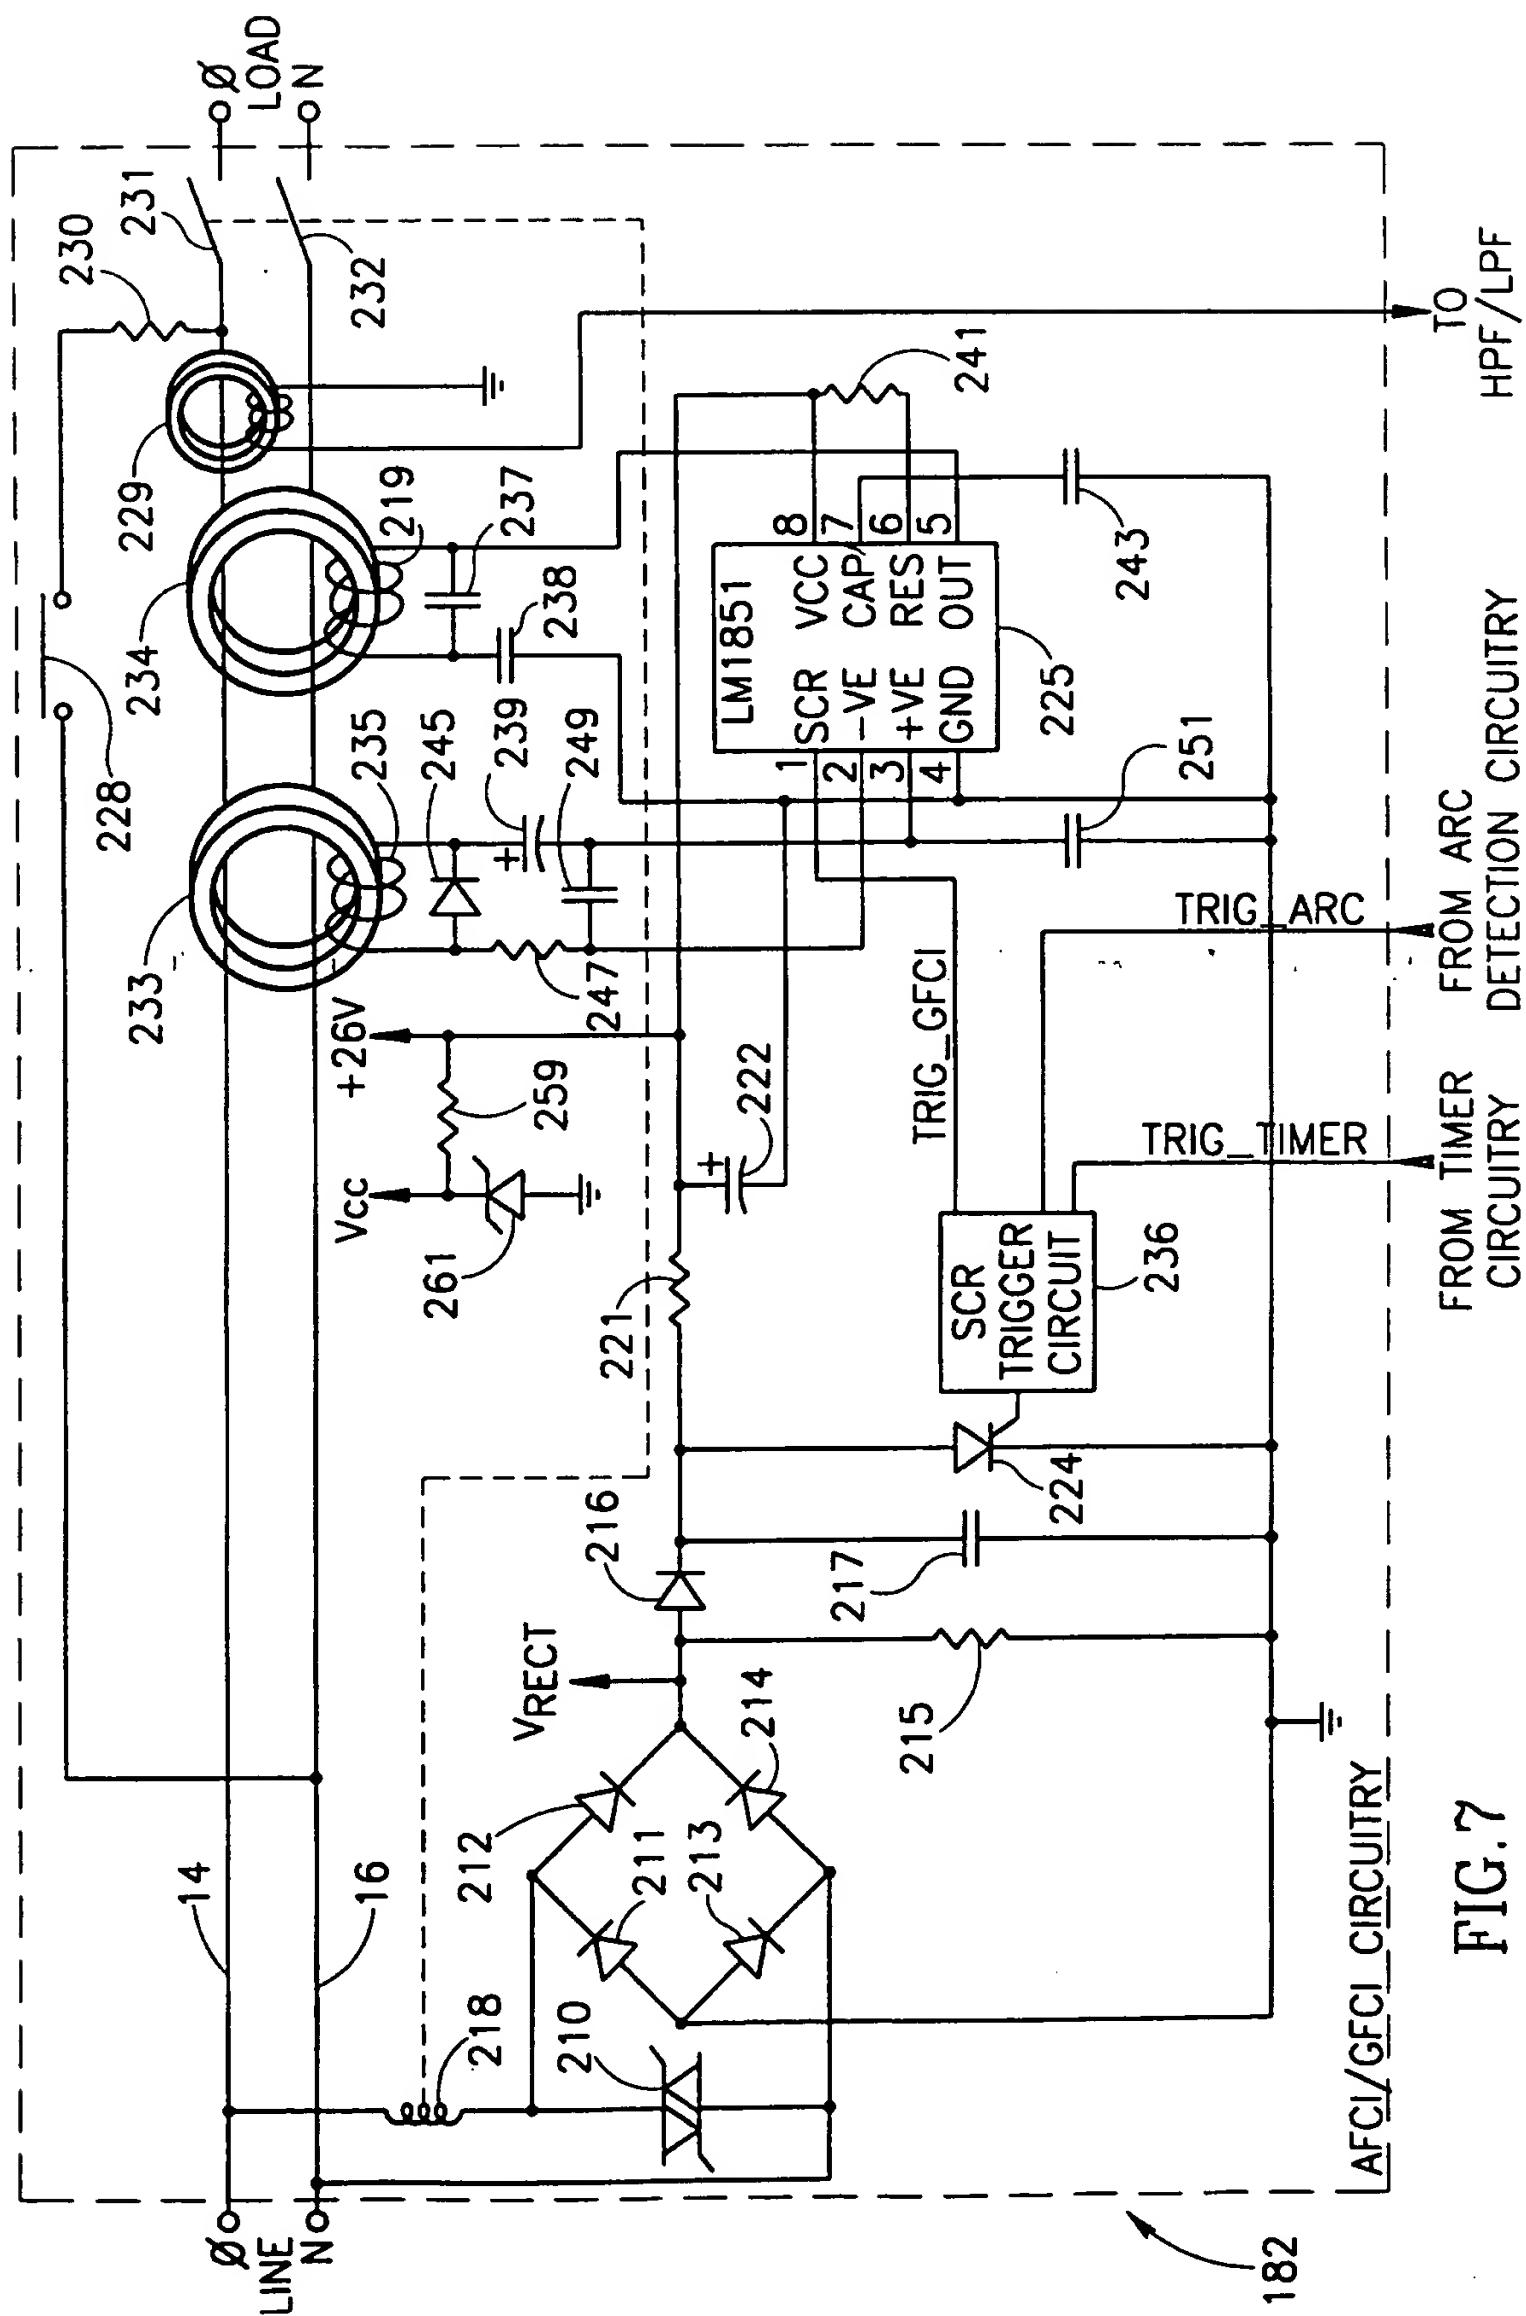 Ø
LOAD
N
230
231
232
229
219
237
234
238
228
235
245
239
249
233
247
+26V
259
Vcc
261
14
16
218
LINE
Ø
N
241
LM1851
SCR VCC
-VE CAP
+VE RES
GND OUT
1
2
3
4
8
7
6
5
243
225
251
222
221
TRIG_GFCI
TRIG_ARC
TRIG_TIMER
SCR
TRIGGER
CIRCUIT
236
224
216
217
VRECT
214
215
212
211
213
210
TO
HPF/LPF
FROM ARC
DETECTION CIRCUITRY
FROM TIMER
CIRCUITRY
AFCI/GFCI CIRCUITRY
182
FIG.7